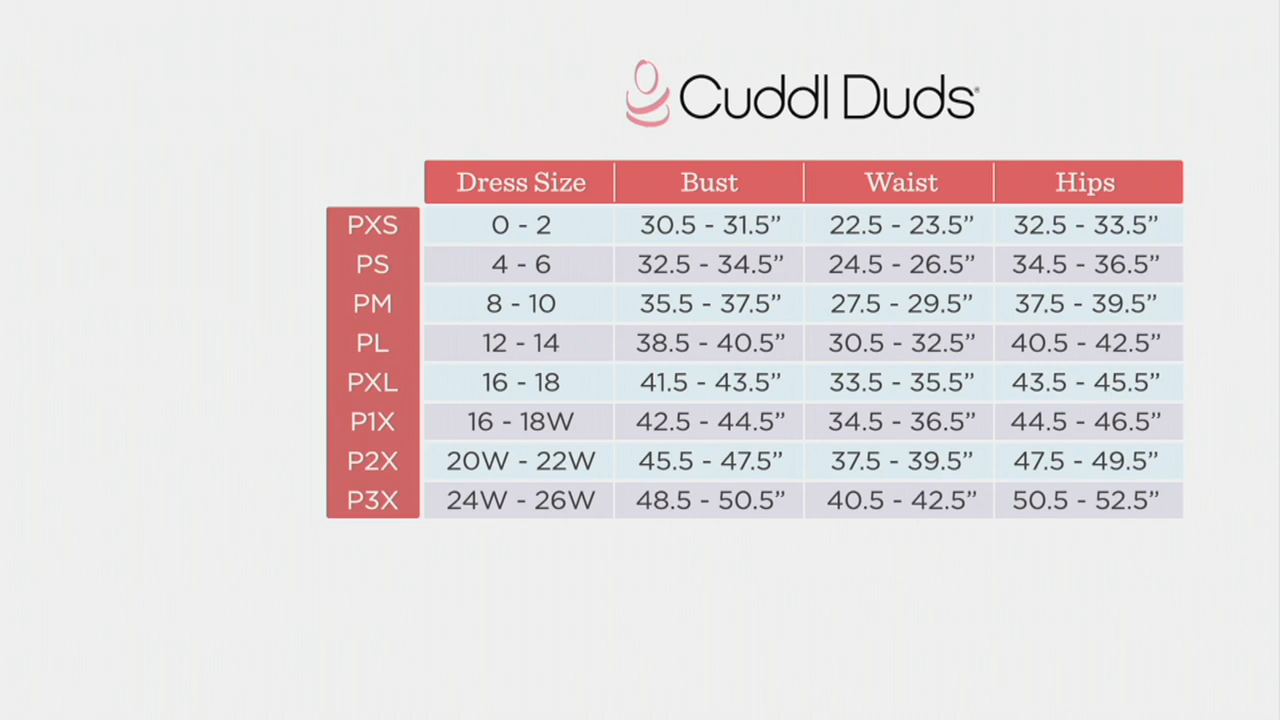 Cuddl Duds®
Dress Size Bust Waist Hips
PXS 0 - 2 30.5 - 31.5” 22.5 - 23.5” 32.5 - 33.5”
PS 4 - 6 32.5 - 34.5” 24.5 - 26.5” 34.5 - 36.5”
PM 8 - 10 35.5 - 37.5” 27.5 - 29.5” 37.5 - 39.5”
PL 12 - 14 38.5 - 40.5” 30.5 - 32.5” 40.5 - 42.5”
PXL 16 - 18 41.5 - 43.5” 33.5 - 35.5” 43.5 - 45.5”
P1X 16 - 18W 42.5 - 44.5” 34.5 - 36.5” 44.5 - 46.5”
P2X 20W - 22W 45.5 - 47.5” 37.5 - 39.5” 47.5 - 49.5”
P3X 24W - 26W 48.5 - 50.5” 40.5 - 42.5” 50.5 - 52.5”